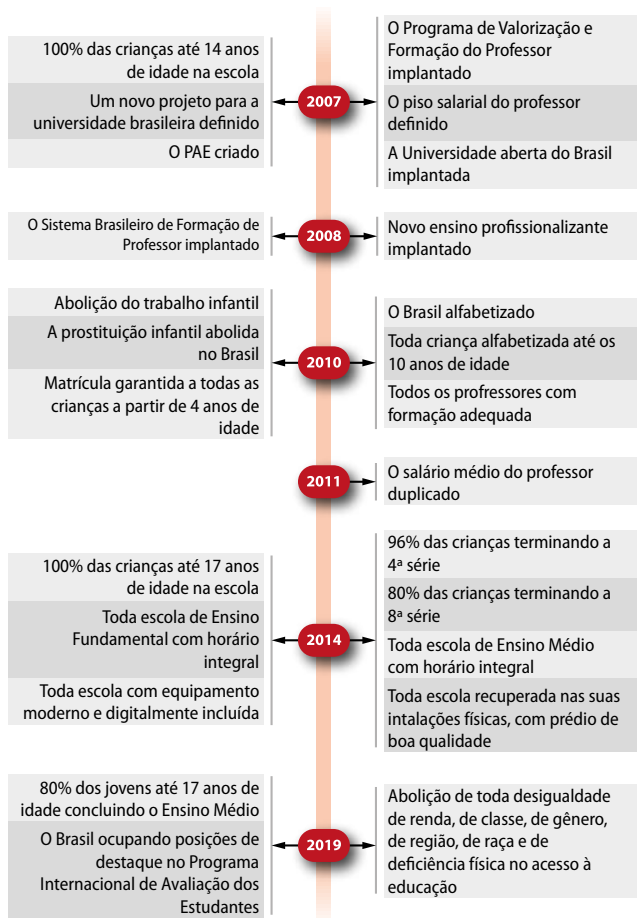 100% das crianças até 14 anos
de idade na escola
Um novo projeto para a
universidade brasileira definido
O PAE criado
2007
O Programa de Valorização e
Formação do Professor
implantado
O piso salarial do professor
definido
A Universidade aberta do Brasil
implantada
O Sistema Brasileiro de Formação de
Professor implantado
2008
Novo ensino profissionalizante
implantado
Abolição do trabalho infantil
A prostituição infantil abolida
no Brasil
Matrícula garantida a todas as
crianças a partir de 4 anos de
idade
2010
O Brasil alfabetizado
Toda criança alfabetizada até os
10 anos de idade
Todos os profressores com
formação adequada
2011
O salário médio do professor
duplicado
100% das crianças até 17 anos
de idade na escola
Toda escola de Ensino
Fundamental com horário
integral
Toda escola com equipamento
moderno e digitalmente incluída
2014
96% das crianças terminando a
4ª série
80% das crianças terminando a
8ª série
Toda escola de Ensino Médio
com horário integral
Toda escola recuperada nas suas
intalações físicas, com prédio de
boa qualidade
80% dos jovens até 17 anos de
idade concluindo o Ensino Médio
O Brasil ocupando posições de
destaque no Programa
Internacional de Avaliação dos
Estudantes
2019
Abolição de toda desigualdade
de renda, de classe, de gênero,
de região, de raça e de
deficiência física no acesso à
educação